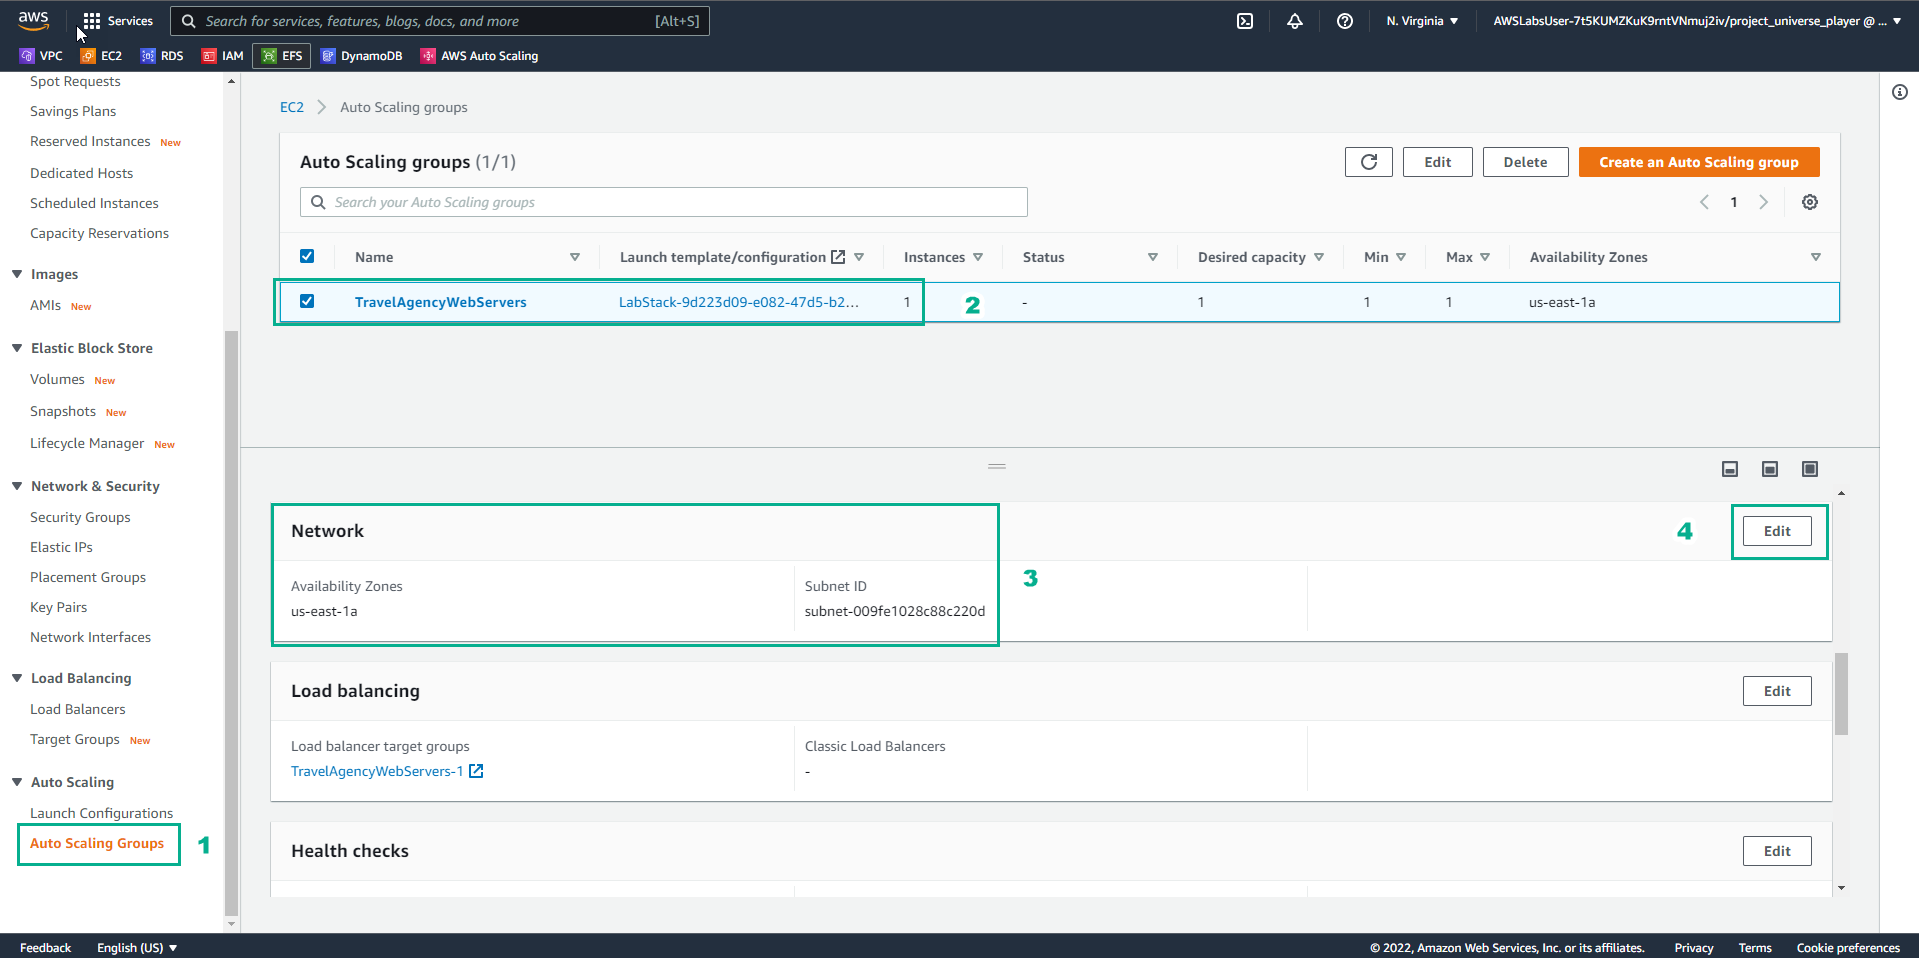 aws
Services
Search for services, features, blogs, docs, and more [Alt+S]
N. Virginia
AWSLabsUser-7t5KUMZKuK9rntVNmuj2iv/project_universe_player @ ...
VPC EC2 RDS IAM EFS DynamoDB AWS Auto Scaling
Spot Requests
Savings Plans
Reserved Instances New
Dedicated Hosts
Scheduled Instances
Capacity Reservations
Images
AMIs New
Elastic Block Store
Volumes New
Snapshots New
Lifecycle Manager New
Network & Security
Security Groups
Elastic IPs
Placement Groups
Key Pairs
Network Interfaces
Load Balancing
Load Balancers
Target Groups New
Auto Scaling
Launch Configurations
Auto Scaling Groups 1
EC2 > Auto Scaling groups
Auto Scaling groups (1/1)
Edit Delete Create an Auto Scaling group
Search your Auto Scaling groups
1
Name Launch template/configuration Instances Status Desired capacity Min Max Availability Zones
TravelAgencyWebServers LabStack-9d223d09-e082-47d5-b2... 1 2 - 1 1 1 us-east-1a
Network
4 Edit
3
Availability Zones Subnet ID
us-east-1a subnet-009fe1028c88c220d
Load balancing Edit
Load balancer target groups Classic Load Balancers
TravelAgencyWebServers-1 -
Health checks Edit
Feedback English (US) © 2022, Amazon Web Services, Inc. or its affiliates. Privacy Terms Cookie preferences